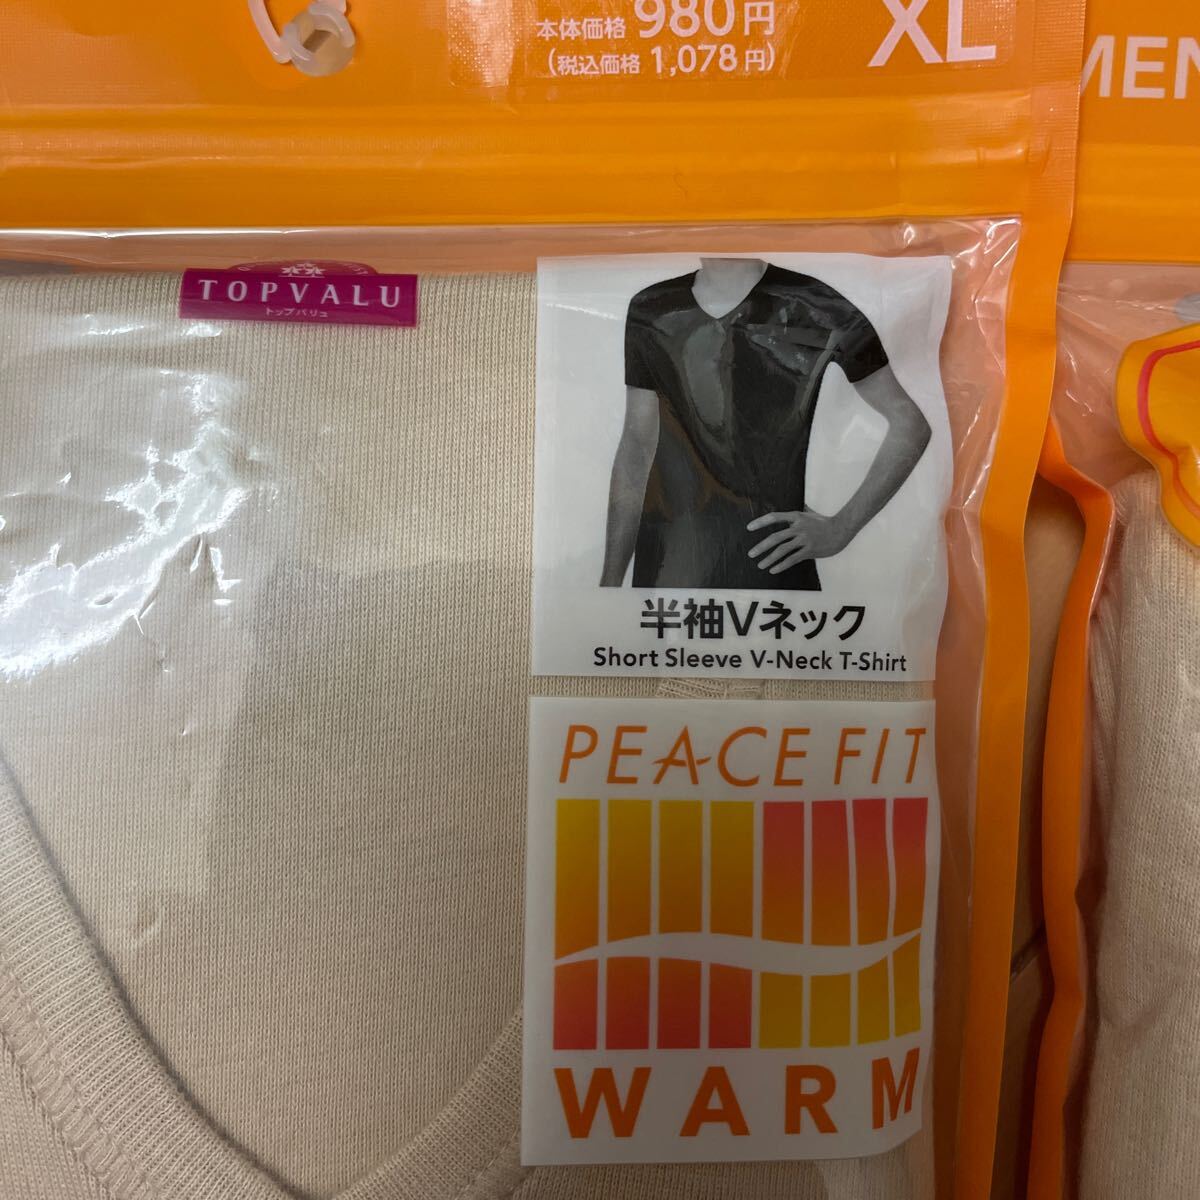 本体価格 980円
(税込価格 1,078円)
XL
MEN
TOPVALU
トップバリュ
半袖Vネック
Short Sleeve V-Neck T-Shirt
PEACE FIT
WARM